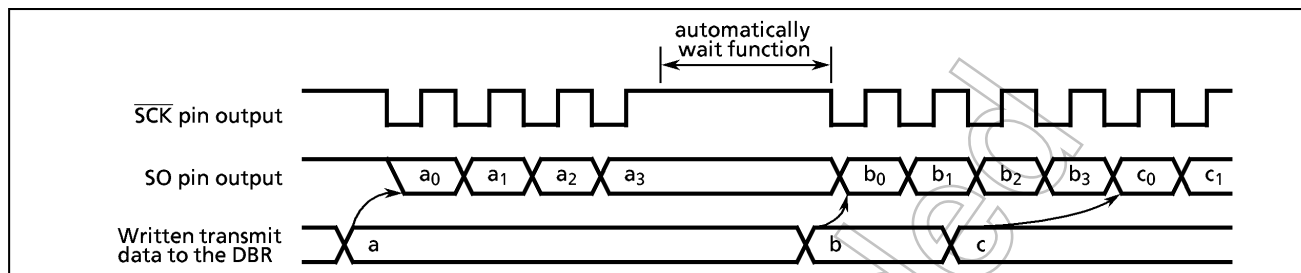 automatically
wait function
SCK pin output
SO pin output
a0 a1 a2 a3 b0 b1 b2 b3 c0 c1
Written transmit
data to the DBR
a b c